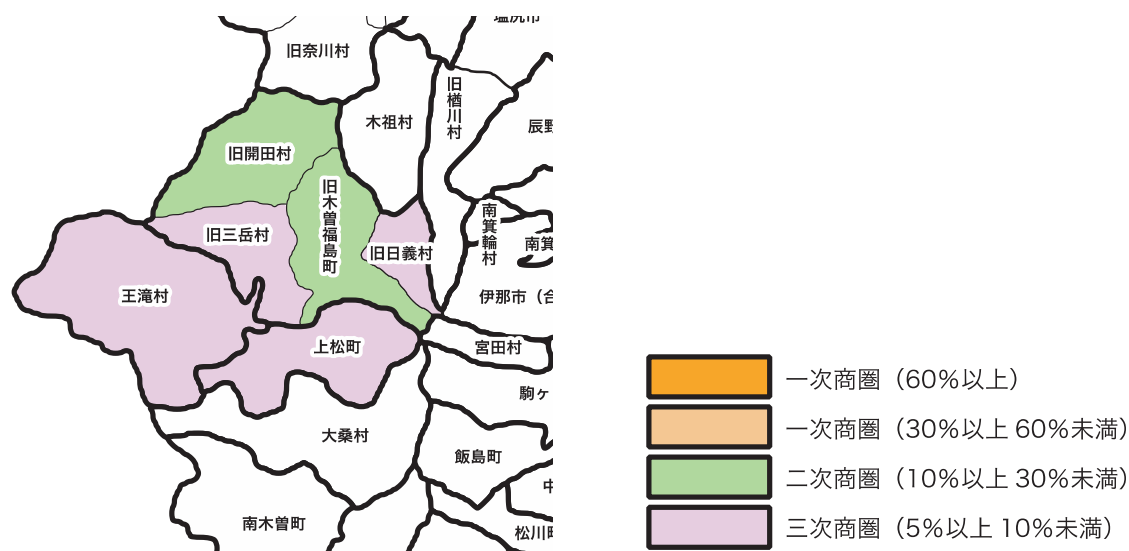 塩尻市
旧奈川村
旧楢川村
木祖村
辰野
旧開田村
旧木曽福島町
南箕輪村
旧三岳村
旧日義村
南箕
王滝村
伊那市（合
上松町
宮田村
駒ヶ
大桑村
飯島町
中
南木曽町
松川町
一次商圏（60%以上）
一次商圏（30%以上 60%未満）
二次商圏（10%以上 30%未満）
三次商圏（5%以上 10%未満）